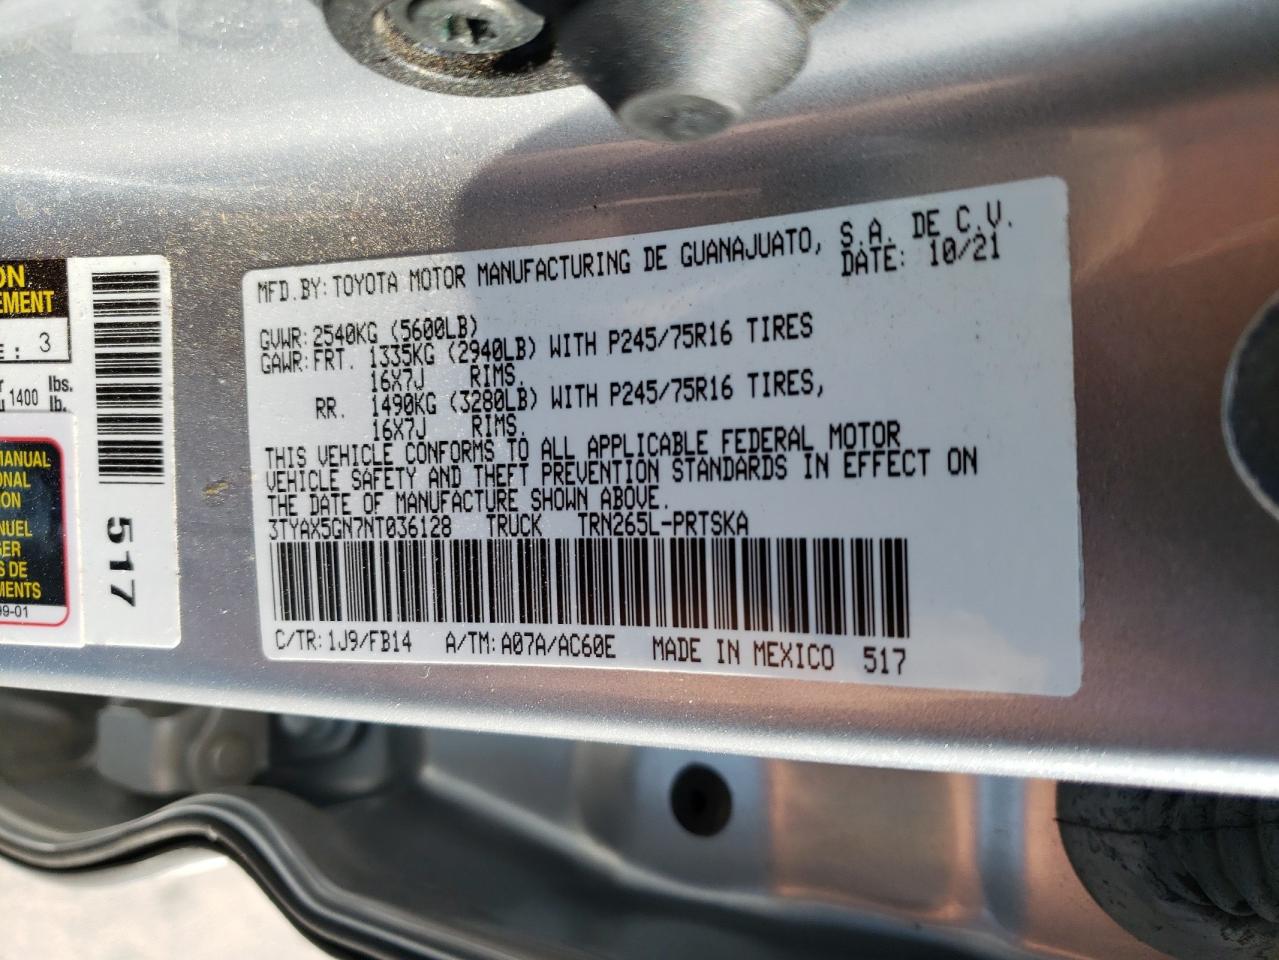 MFD.BY: TOYOTA MOTOR MANUFACTURING DE GUANAJUATO, S.A. DE C.V.
DATE: 10/21
GVWR: 2540KG (5600LB)
GAWR: FRT. 1335KG (2940LB) WITH P245/75R16 TIRES
16X7J RIMS.
RR. 1490KG (3280LB) WITH P245/75R16 TIRES,
16X7J RIMS.
THIS VEHICLE CONFORMS TO ALL APPLICABLE FEDERAL MOTOR
VEHICLE SAFETY AND THEFT PREVENTION STANDARDS IN EFFECT ON
THE DATE OF MANUFACTURE SHOWN ABOVE.
3TYAX5GN7NT036128 TRUCK TRN265L-PRTSKA
C/TR: 1J9/FB14 A/TM: A07A/AC60E MADE IN MEXICO 517
3
1400 lbs.
lb.
MANUAL
DE
517